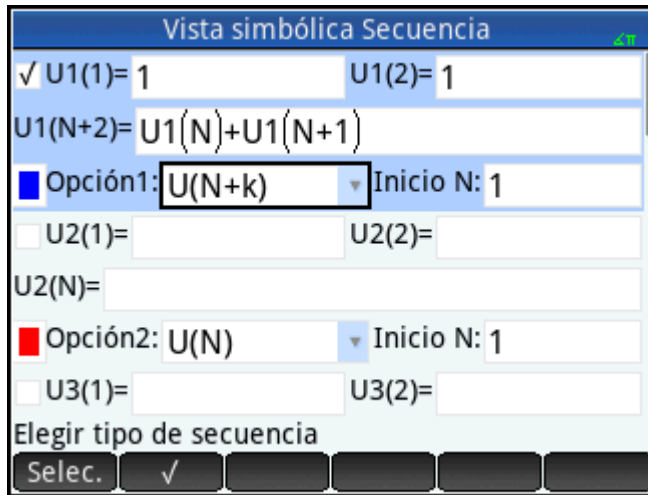 Vista simbólica Secuencia
∡π
√ U1(1)= 1 U1(2)= 1
U1(N+2)= U1(N)+U1(N+1)
Opción1: U(N+k) Inicio N: 1
U2(1)= U2(2)=
U2(N)=
Opción2: U(N) Inicio N: 1
U3(1)= U3(2)=
Elegir tipo de secuencia
Selec. √